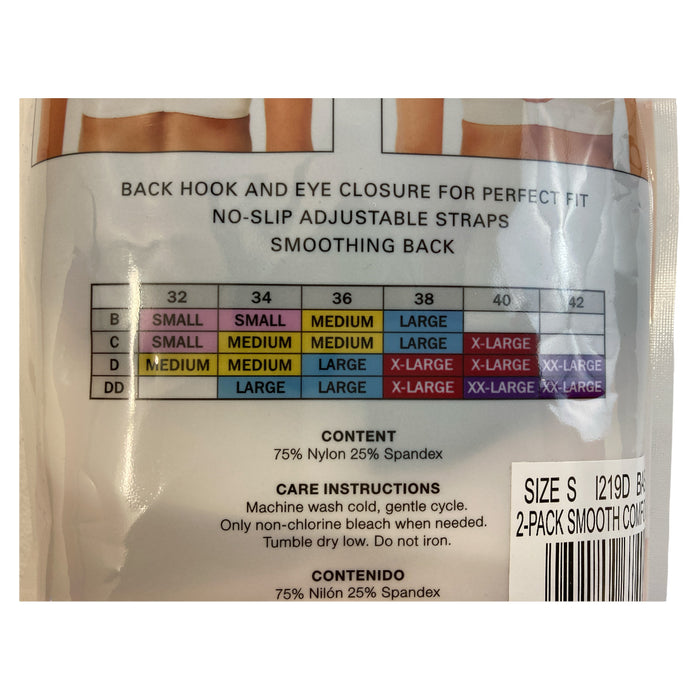 BACK HOOK AND EYE CLOSURE FOR PERFECT FIT
NO-SLIP ADJUSTABLE STRAPS
SMOOTHING BACK
32 34 36 38 40 42
B SMALL SMALL MEDIUM LARGE
C SMALL MEDIUM MEDIUM LARGE X-LARGE
D MEDIUM MEDIUM LARGE X-LARGE X-LARGE XX-LARGE
DD LARGE LARGE X-LARGE XX-LARGE XX-LARGE
CONTENT
75% Nylon 25% Spandex
CARE INSTRUCTIONS
Machine wash cold, gentle cycle.
Only non-chlorine bleach when needed.
Tumble dry low. Do not iron.
CONTENIDO
75% Nilón 25% Spandex
SIZE S I219D
2-PACK SMOOTH